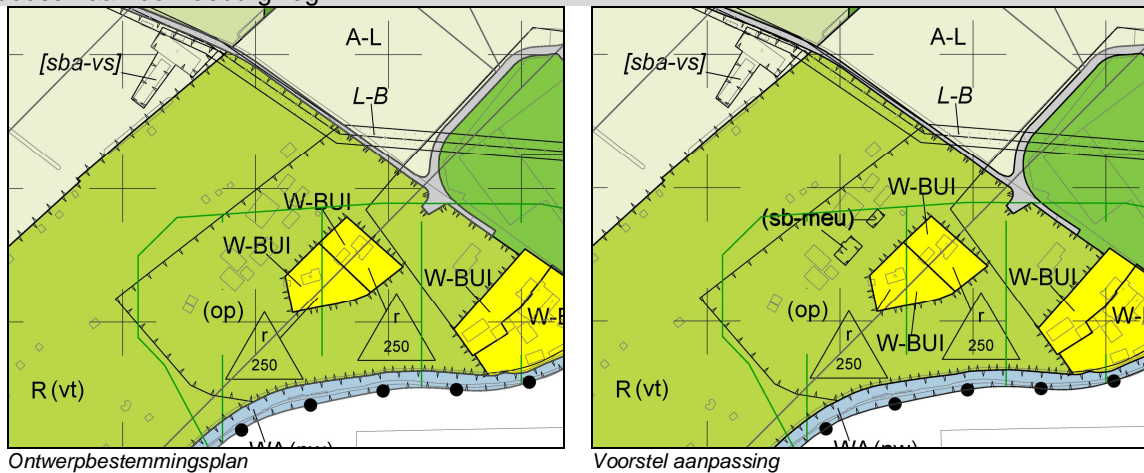 A-L
[sba-vs]
L-B
W-BUI
W-BUI
W-BUI
(op)
r
250
r
250
R (vt)
Ontwerpbestemmingsplan
A-L
[sba-vs]
L-B
W-BUI
(sb-meu)
W-BUI
(op)
r
250
r
250
W-BUI
R (vt)
Voorstel aanpassing